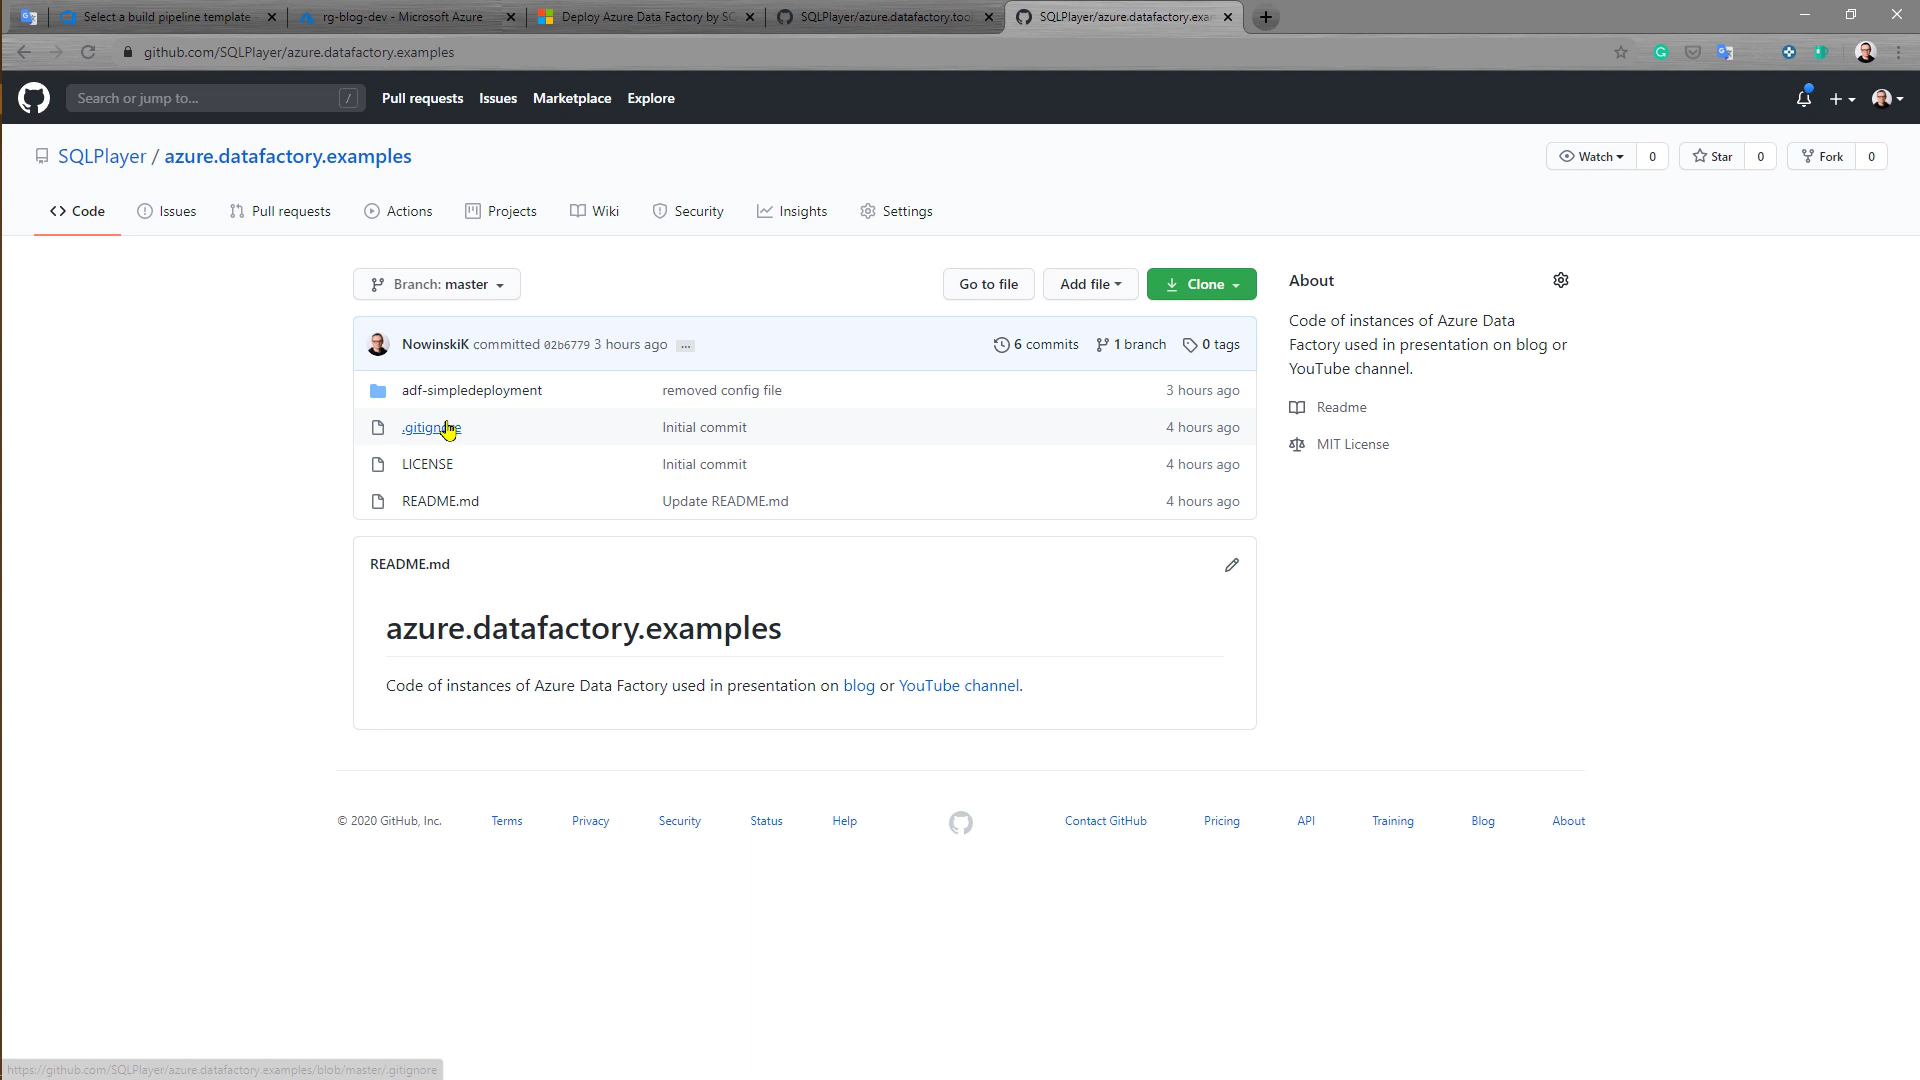 Select a build pipeline template
rg-blog-dev - Microsoft Azure
Deploy Azure Data Factory by SQ
SQLPlayer/azure.datafactory.tool
SQLPlayer/azure.datafactory.exam
github.com/SQLPlayer/azure.datafactory.examples
Search or jump to... /
Pull requests Issues Marketplace Explore
SQLPlayer / azure.datafactory.examples
Watch 0 Star 0 Fork 0
Code Issues Pull requests Actions Projects Wiki Security Insights Settings
Branch: master Go to file Add file Clone
NowinskiK committed 02b6779 3 hours ago ... 6 commits 1 branch 0 tags
adf-simpledeployment removed config file 3 hours ago
.gitignore Initial commit 4 hours ago
LICENSE Initial commit 4 hours ago
README.md Update README.md 4 hours ago
About
Code of instances of Azure Data
Factory used in presentation on blog or
YouTube channel.
Readme
MIT License
README.md
azure.datafactory.examples
Code of instances of Azure Data Factory used in presentation on blog or YouTube channel.
© 2020 GitHub, Inc. Terms Privacy Security Status Help Contact GitHub Pricing API Training Blog About
https://github.com/SQLPlayer/azure.datafactory.examples/blob/master/.gitignore